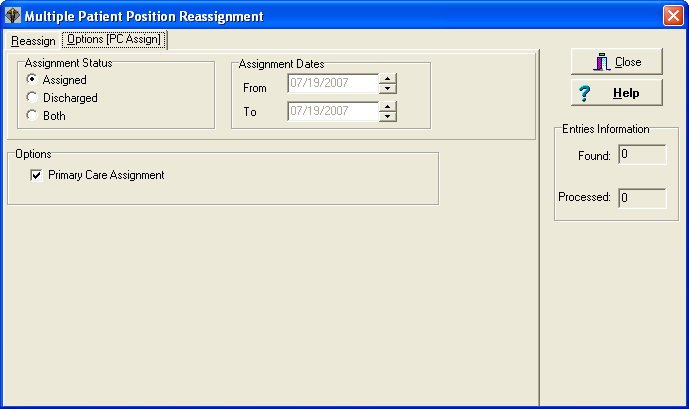 Multiple Patient Position Reassignment
Reassign
Options [PC Assign]
Assignment Status
Assigned
Discharged
Both
Assignment Dates
From 07/19/2007
To 07/19/2007
Options
Primary Care Assignment
Close
? Help
Entries Information
Found: 0
Processed: 0